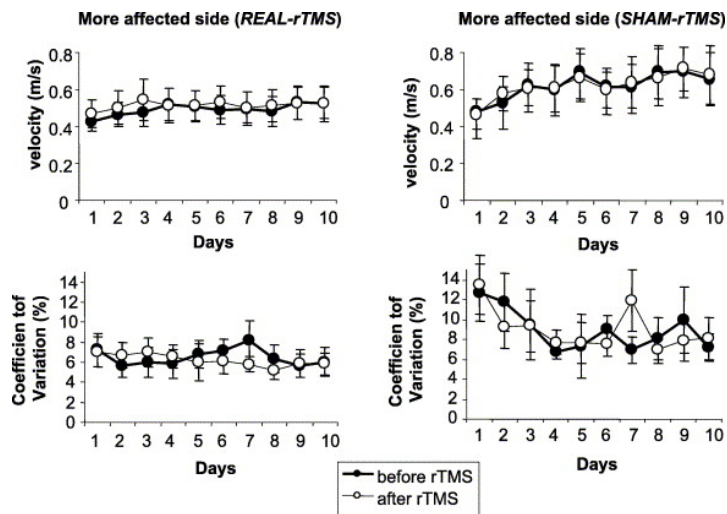 More affected side (REAL-rTMS)
velocity (m/s)
0.8
0.6
0.4
0.2
0
1 2 3 4 5 6 7 8 9 10
Days
More affected side (SHAM-rTMS)
velocity (m/s)
0.8
0.6
0.4
0.2
0
1 2 3 4 5 6 7 8 9 10
Days
Coefficien tof
Variation (%)
14
12
10
8
6
4
2
0
1 2 3 4 5 6 7 8 9 10
Days
Coefficien tof
Variation (%)
14
12
10
8
6
4
2
0
1 2 3 4 5 6 7 8 9 10
Days
before rTMS
after rTMS